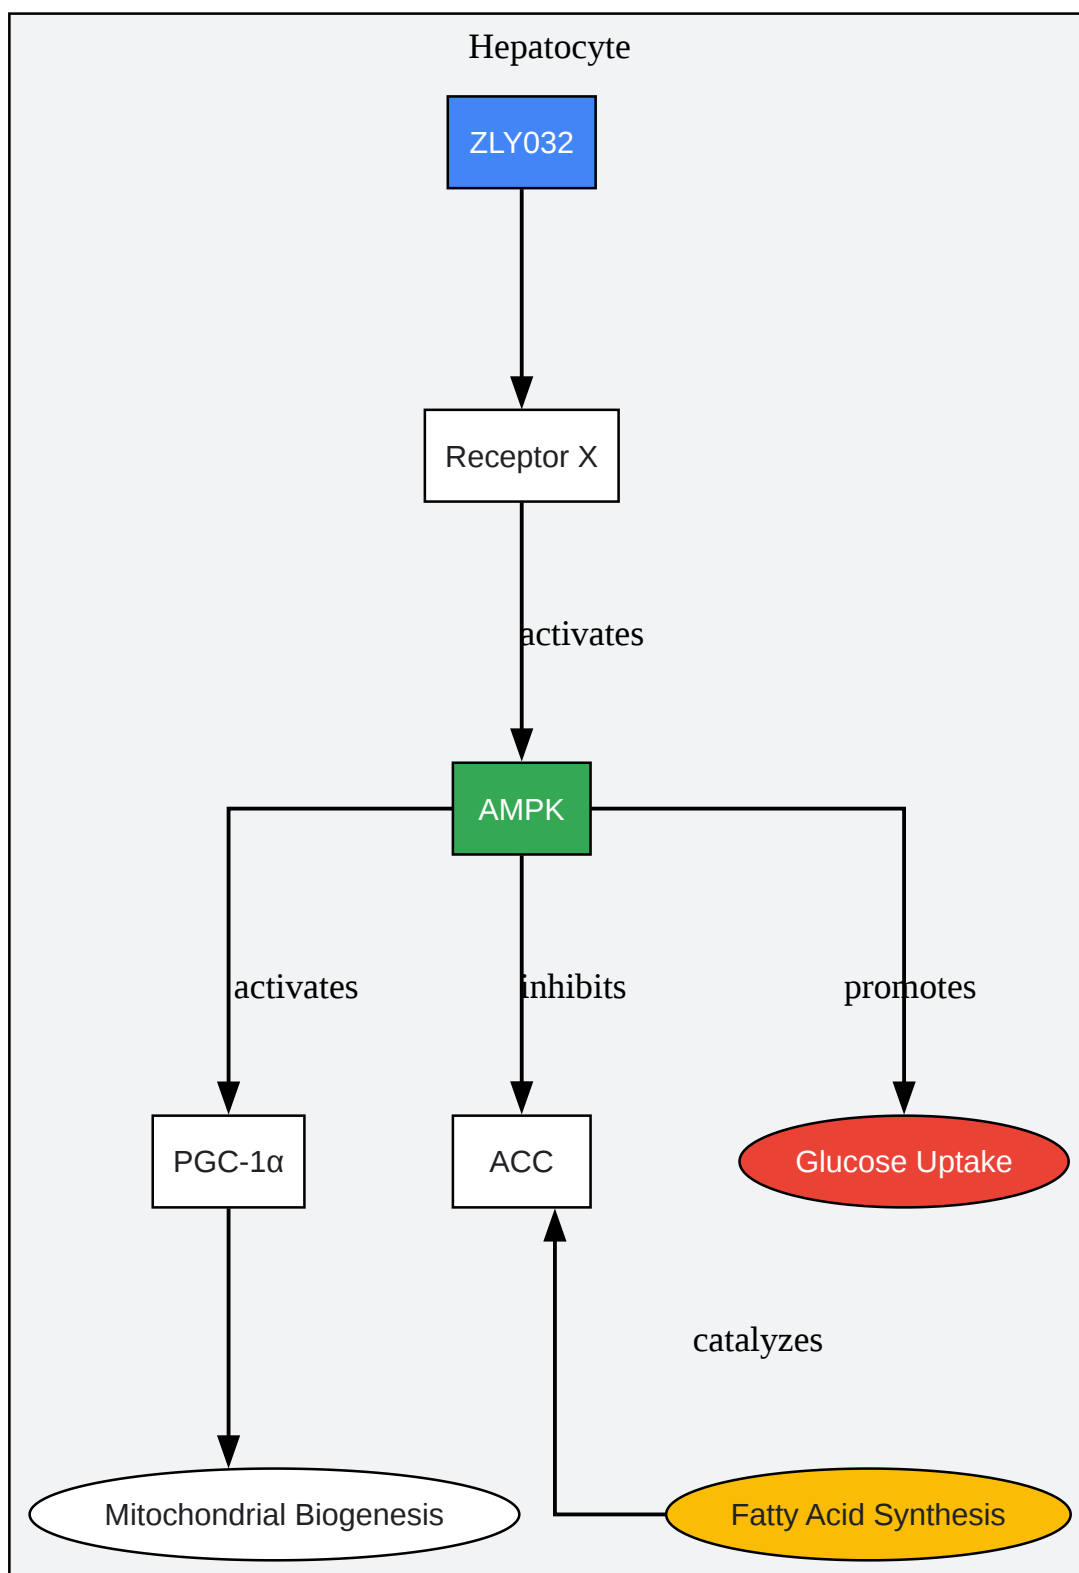 Hepatocyte
ZLY032
Receptor X
activates
AMPK
activates
inhibits
promotes
PGC-1α
ACC
Glucose Uptake
catalyzes
Mitochondrial Biogenesis
Fatty Acid Synthesis